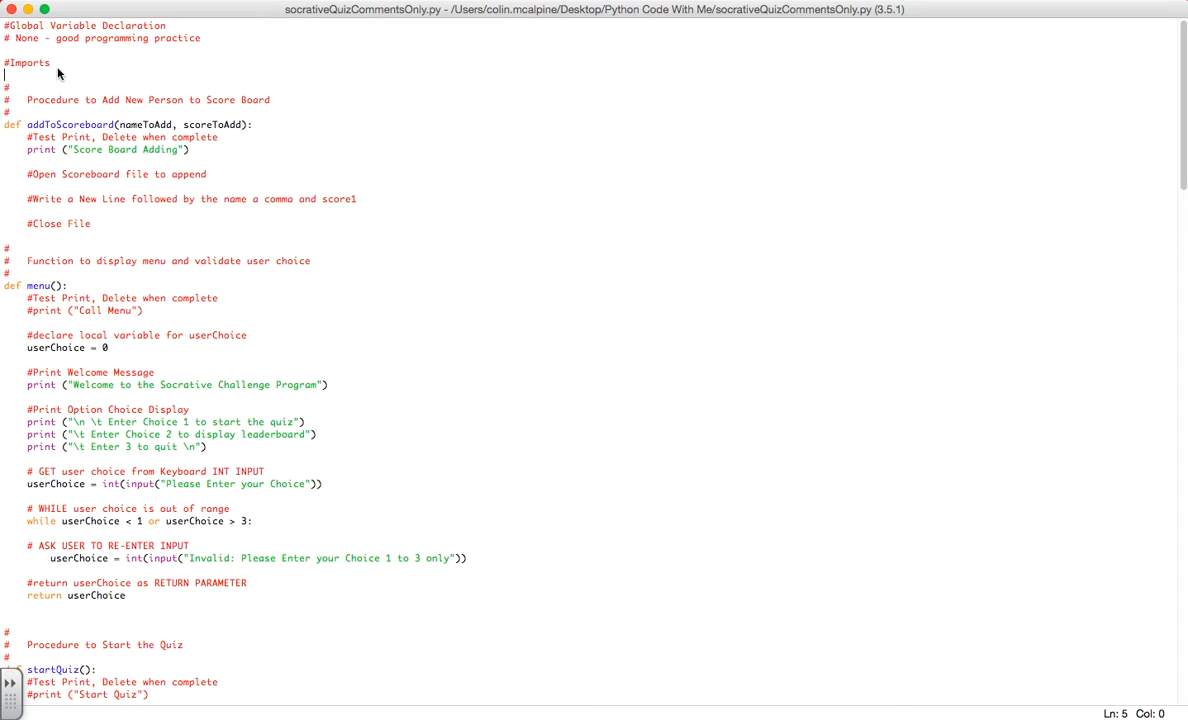 socrativeQuizCommentsOnly.py - /Users/colin.mcalpine/Desktop/Python Code With Me/socrativeQuizCommentsOnly.py (3.5.1)
#Global Variable Declaration
# None - good programming practice
#Imports
#
#   Procedure to Add New Person to Score Board
#
def addToScoreboard(nameToAdd, scoreToAdd):
    #Test Print, Delete when complete
    print ("Score Board Adding")
    #Open Scoreboard file to append
    #Write a New Line followed by the name a comma and score1
    #Close File
#
#   Function to display menu and validate user choice
#
def menu():
    #Test Print, Delete when complete
    #print ("Call Menu")
    #declare local variable for userChoice
    userChoice = 0
    #Print Welcome Message
    print ("Welcome to the Socrative Challenge Program")
    #Print Option Choice Display
    print ("\n \t Enter Choice 1 to start the quiz")
    print ("\t Enter Choice 2 to display leaderboard")
    print ("\t Enter 3 to quit \n")
    # GET user choice from Keyboard INT INPUT
    userChoice = int(input("Please Enter your Choice"))
    # WHILE user choice is out of range
    while userChoice < 1 or userChoice > 3:
    # ASK USER TO RE-ENTER INPUT
        userChoice = int(input("Invalid: Please Enter your Choice 1 to 3 only"))
    #return userChoice as RETURN PARAMETER
    return userChoice
#
#   Procedure to Start the Quiz
#
startQuiz():
    #Test Print, Delete when complete
    #print ("Start Quiz")
Ln: 5 Col: 0